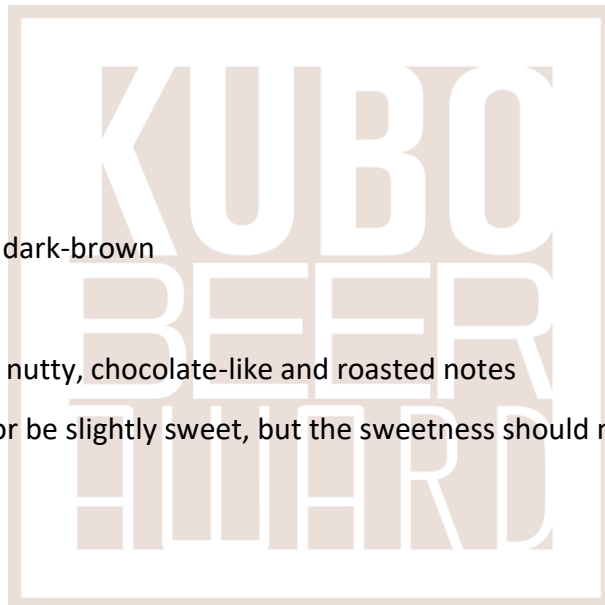 KUBO
dark-brown
BEER
nutty, chocolate-like and roasted notes
or be slightly sweet, but the sweetness should
AWARD